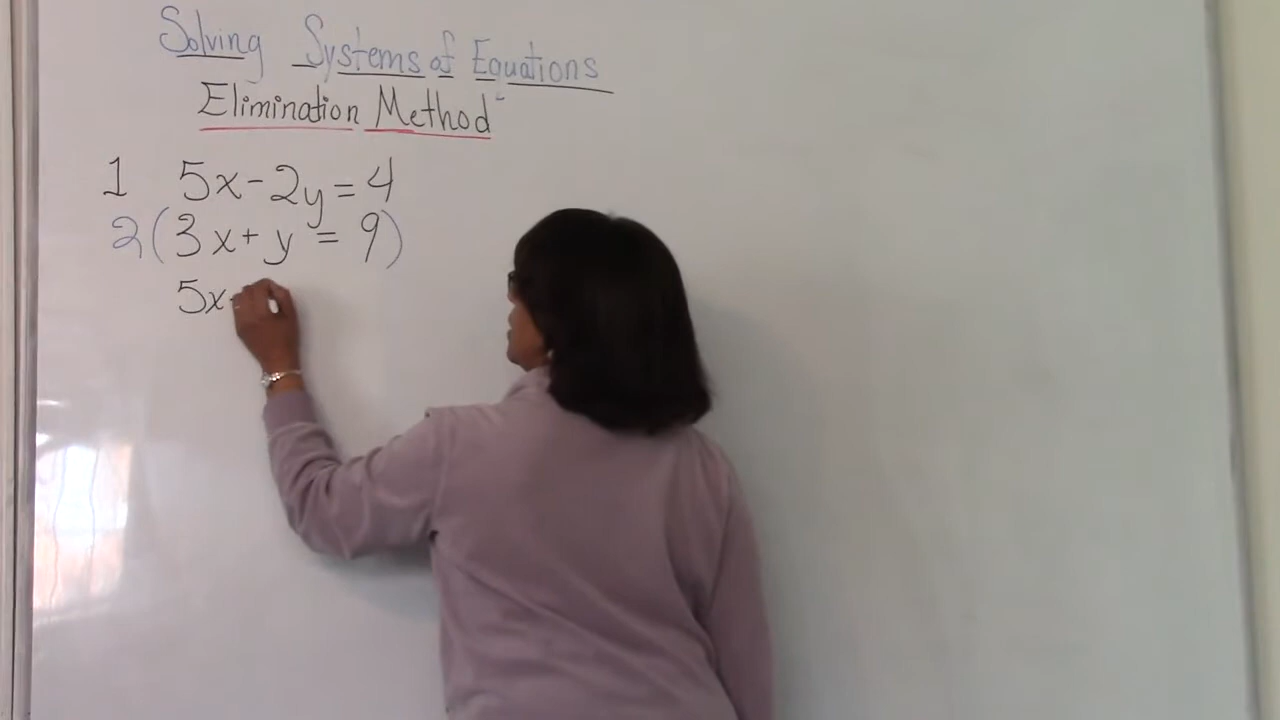 Solving Systems of Equations
Elimination Method
1 5x-2y=4
2(3x+y=9)
5x